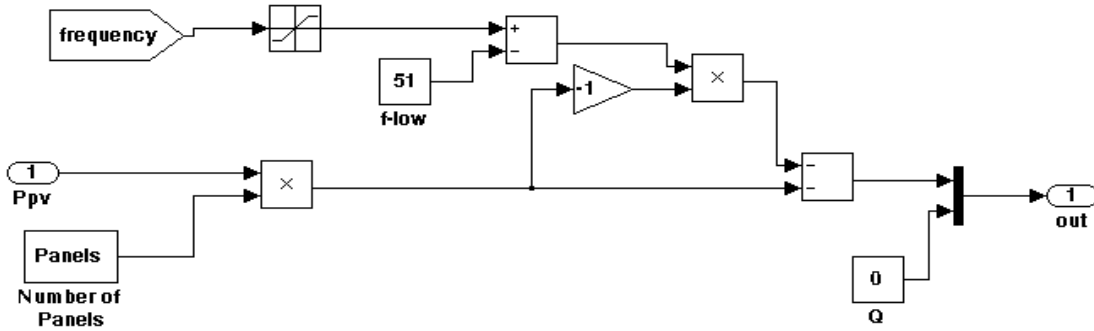 frequency
+
−
51
f-low
-1
×
1
Ppv
×
−
−
Panels
Number of
Panels
0
Q
1
out